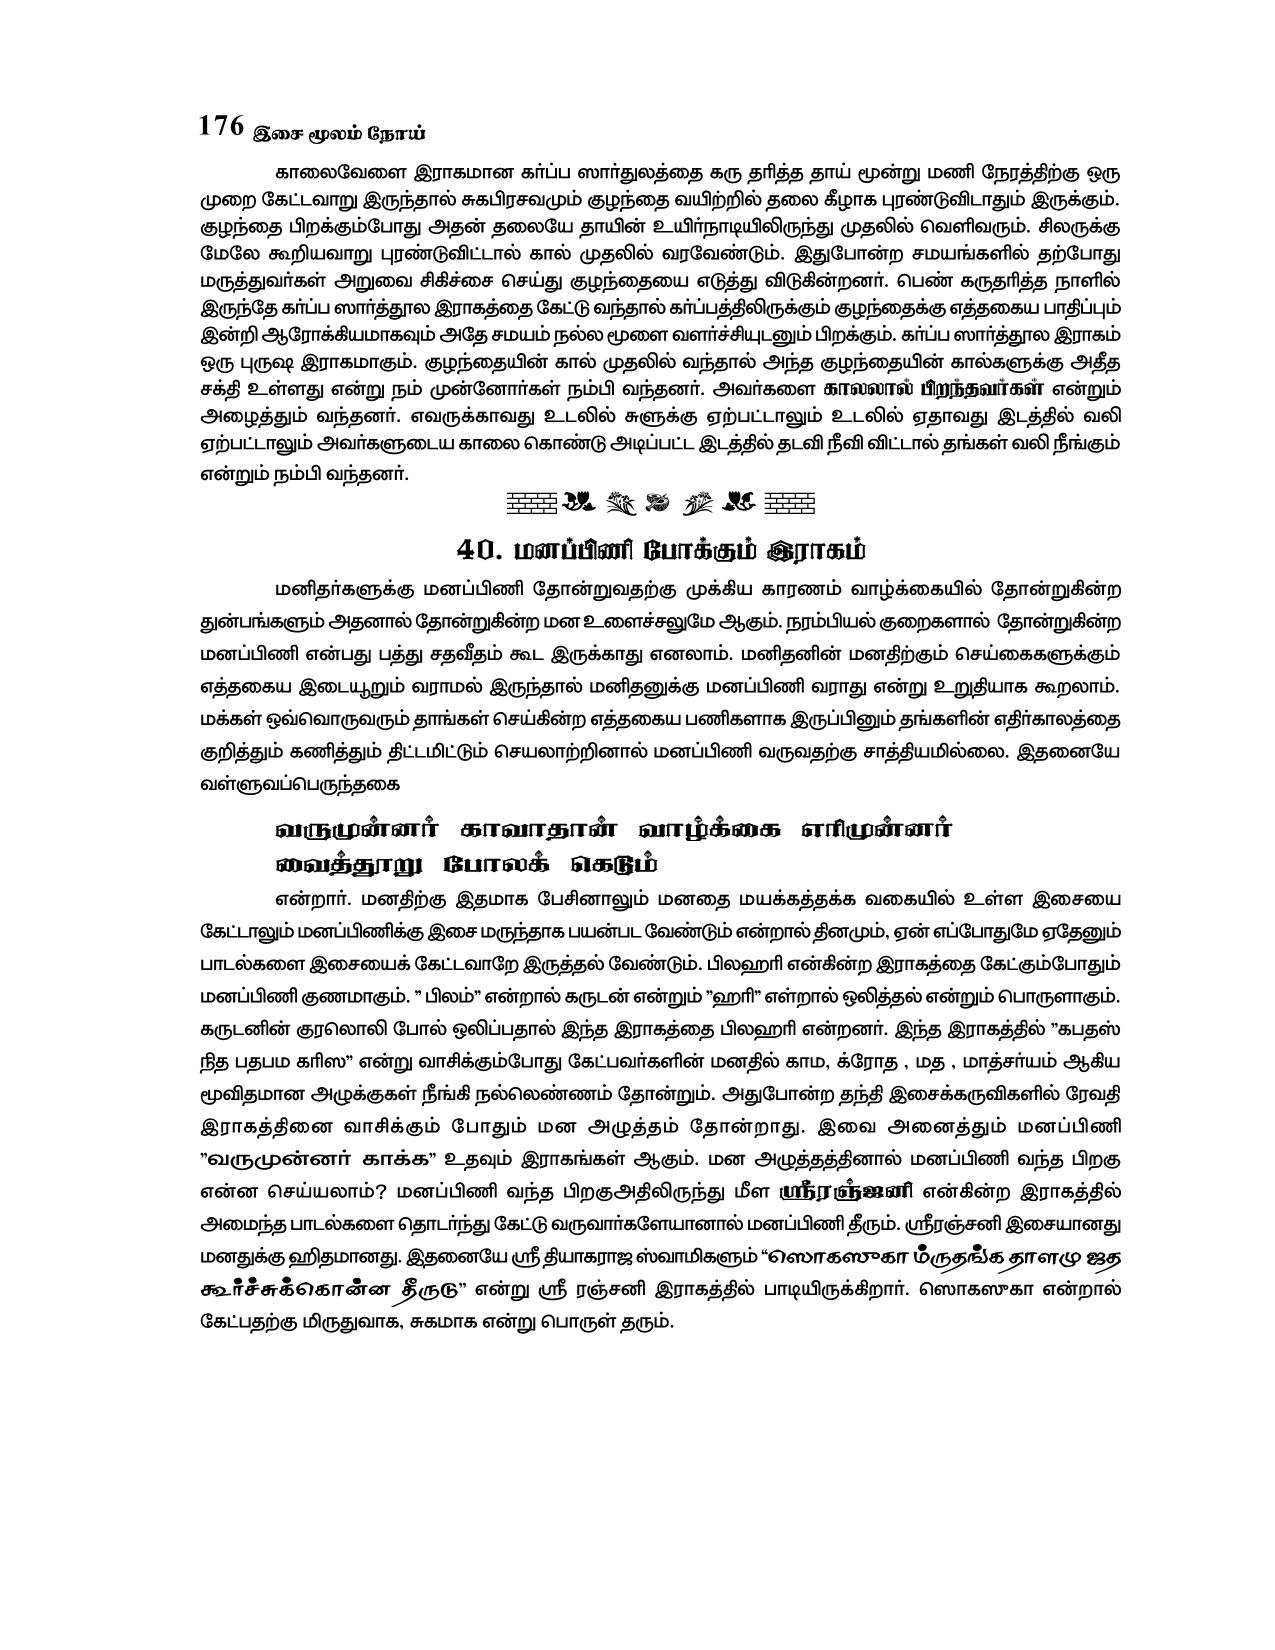 176 இசை மூலம் நோய்
காலைவேளை இராகமான கர்ப்ப ஸார்துலத்தை கரு தரித்த தாய் மூன்று மணி நேரத்திற்கு ஒரு
முறை கேட்டவாறு இருந்தால் சுகபிரசவமும் குழந்தை வயிற்றில் தலை கீழாக புரண்டுவிடாதும் இருக்கும்.
குழந்தை பிறக்கும்போது அதன் தலையே தாயின் உயிர்நாடியிலிருந்து முதலில் வெளிவரும். சிலருக்கு
மேலே கூறியவாறு புரண்டுவிட்டால் கால் முதலில் வரவேண்டும். இதுபோன்ற சமயங்களில் தற்போது
மருத்துவர்கள் அறுவை சிகிச்சை செய்து குழந்தையை எடுத்து விடுகின்றனர். பெண் கருதரித்த நாளில்
இருந்தே கர்ப்ப ஸார்த்தூல இராகத்தை கேட்டு வந்தால் கர்ப்பத்திலிருக்கும் குழந்தைக்கு எத்தகைய பாதிப்பும்
இன்றி ஆரோக்கியமாகவும் அதே சமயம் நல்ல மூளை வளர்ச்சியுடனும் பிறக்கும். கர்ப்ப ஸார்த்தூல இராகம்
ஒரு புருஷ இராகமாகும். குழந்தையின் கால் முதலில் வந்தால் அந்த குழந்தையின் கால்களுக்கு அதீத
சக்தி உள்ளது என்று நம் முன்னோர்கள் நம்பி வந்தனர். அவர்களை காலலால் பிறந்தவர்கள் என்றும்
அழைத்தும் வந்தனர். எவருக்காவது உடலில் சுளுக்கு ஏற்பட்டாலும் உடலில் ஏதாவது இடத்தில் வலி
ஏற்பட்டாலும் அவர்களுடைய காலை கொண்டு அடிப்பட்ட இடத்தில் தடவி நீவி விட்டால் தங்கள் வலி நீங்கும்
என்றும் நம்பி வந்தனர்.
40. மனப்பிணி போக்கும் இராகம்
மனிதர்களுக்கு மனப்பிணி தோன்றுவதற்கு முக்கிய காரணம் வாழ்க்கையில் தோன்றுகின்ற
துன்பங்களும் அதனால் தோன்றுகின்ற மன உளைச்சலுமே ஆகும். நரம்பியல் குறைகளால் தோன்றுகின்ற
மனப்பிணி என்பது பத்து சதவீதம் கூட இருக்காது எனலாம். மனிதனின் மனதிற்கும் செய்கைகளுக்கும்
எத்தகைய இடையூறும் வராமல் இருந்தால் மனிதனுக்கு மனப்பிணி வராது என்று உறுதியாக கூறலாம்.
மக்கள் ஒவ்வொருவரும் தாங்கள் செய்கின்ற எத்தகைய பணிகளாக இருப்பினும் தங்களின் எதிர்காலத்தை
குறித்தும் கணித்தும் திட்டமிட்டும் செயலாற்றினால் மனப்பிணி வருவதற்கு சாத்தியமில்லை. இதனையே
வள்ளுவப்பெருந்தகை
வருமுன்னர் காவாதான் வாழ்க்கை எரிமுன்னர்
வைத்தூறு போலக் கெடும்
என்றார். மனதிற்கு இதமாக பேசினாலும் மனதை மயக்கத்தக்க வகையில் உள்ள இசையை
கேட்டாலும் மனப்பிணிக்கு இசை மருந்தாக பயன்பட வேண்டும் என்றால் தினமும், ஏன் எப்போதுமே ஏதேனும்
பாடல்களை இசையைக் கேட்டவாறே இருத்தல் வேண்டும். பிலஹரி என்கின்ற இராகத்தை கேட்கும்போதும்
மனப்பிணி குணமாகும். ” பிலம்” என்றால் கருடன் என்றும் ”ஹரி” எள்றால் ஒலித்தல் என்றும் பொருளாகும்.
கருடனின் குரலொலி போல் ஒலிப்பதால் இந்த இராகத்தை பிலஹரி என்றனர். இந்த இராகத்தில் ”கபதஸ்
நித பதபம கரிஸ” என்று வாசிக்கும்போது கேட்பவர்களின் மனதில் காம, க்ரோத , மத , மாத்சர்யம் ஆகிய
மூவிதமான அழுக்குகள் நீங்கி நல்லெண்ணம் தோன்றும். அதுபோன்ற தந்தி இசைக்கருவிகளில் ரேவதி
இராகத்தினை வாசிக்கும் போதும் மன அழுத்தம் தோன்றாது. இவை அனைத்தும் மனப்பிணி
”வருமுன்னர் காக்க” உதவும் இராகங்கள் ஆகும். மன அழுத்தத்தினால் மனப்பிணி வந்த பிறகு
என்ன செய்யலாம்? மனப்பிணி வந்த பிறகுஅதிலிருந்து மீள ஸ்ரீரஞ்ஜனி என்கின்ற இராகத்தில்
அமைந்த பாடல்களை தொடர்ந்து கேட்டு வருவார்களேயானால் மனப்பிணி தீரும். ஸ்ரீரஞ்சனி இசையானது
மனதுக்கு ஹிதமானது. இதனையே ஸ்ரீ தியாகராஜ ஸ்வாமிகளும் “ஸொகஸுகா ம்ருதங்க தாளமு ஜத
கூர்ச்சுக்கொன்ன தீருடு” என்று ஸ்ரீ ரஞ்சனி இராகத்தில் பாடியிருக்கிறார். ஸொகஸுகா என்றால்
கேட்பதற்கு மிருதுவாக, சுகமாக என்று பொருள் தரும்.